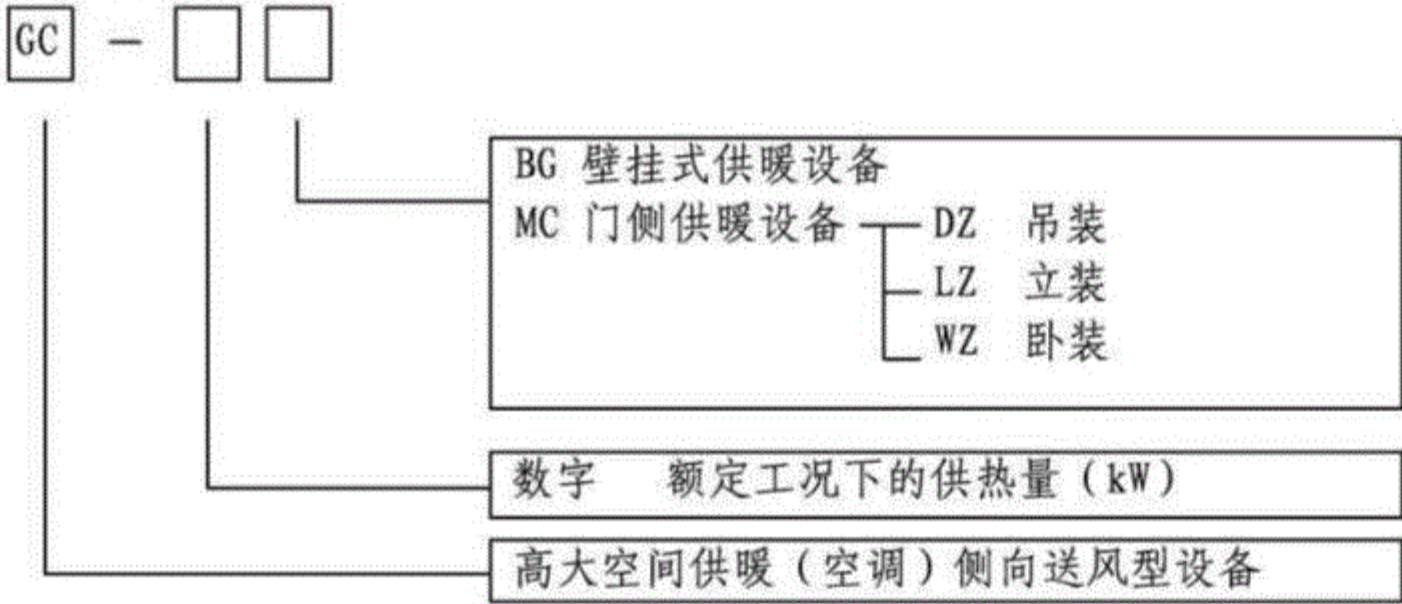 GC —
BG 壁挂式供暖设备
MC 门侧供暖设备 DZ 吊装
LZ 立装
WZ 卧装
数字 额定工况下的供热量（kW）
高大空间供暖（空调）侧向送风型设备